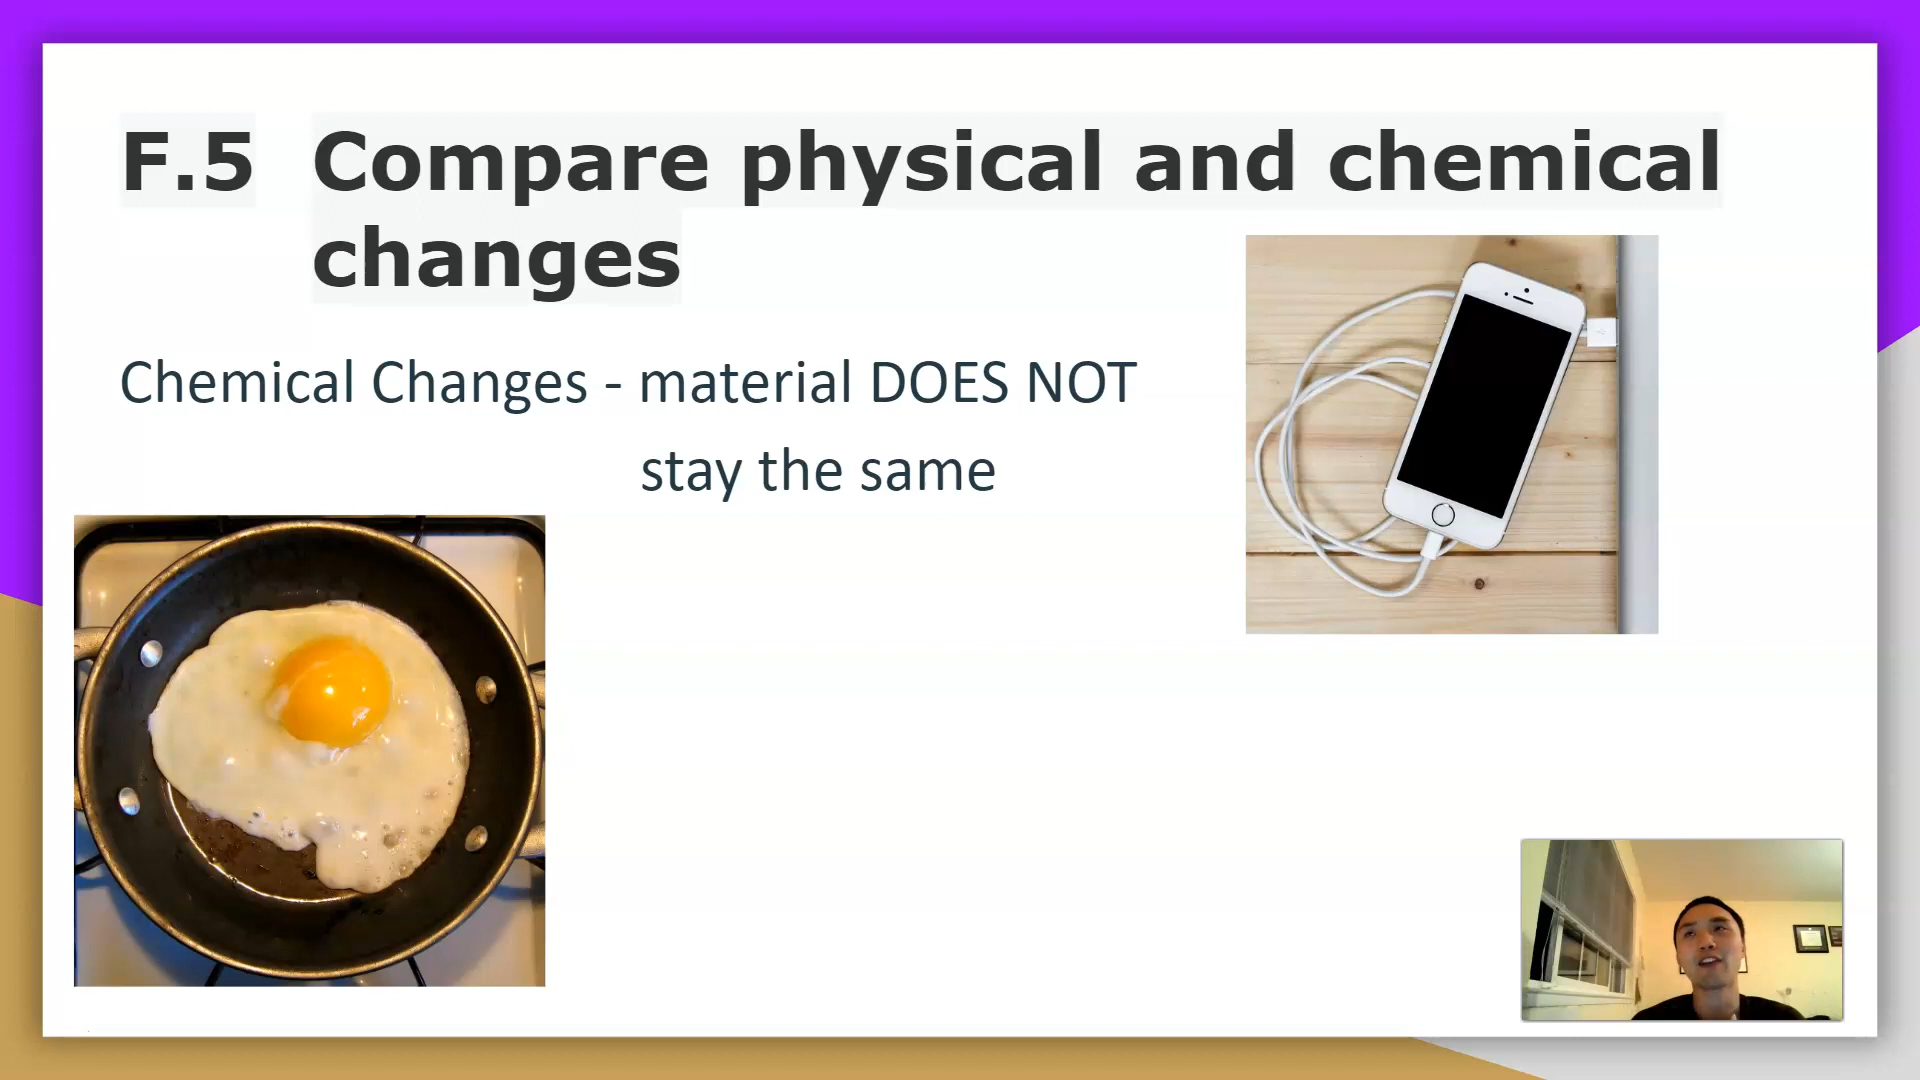 F.5 Compare physical and chemical
changes
Chemical Changes - material DOES NOT
stay the same